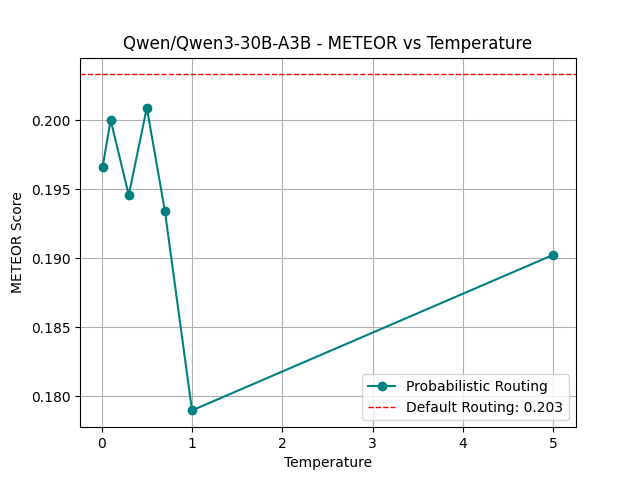 Qwen/Qwen3-30B-A3B - METEOR vs Temperature
METEOR Score
0.200
0.195
0.190
0.185
0.180
0 1 2 3 4 5
Temperature
Probabilistic Routing
Default Routing: 0.203